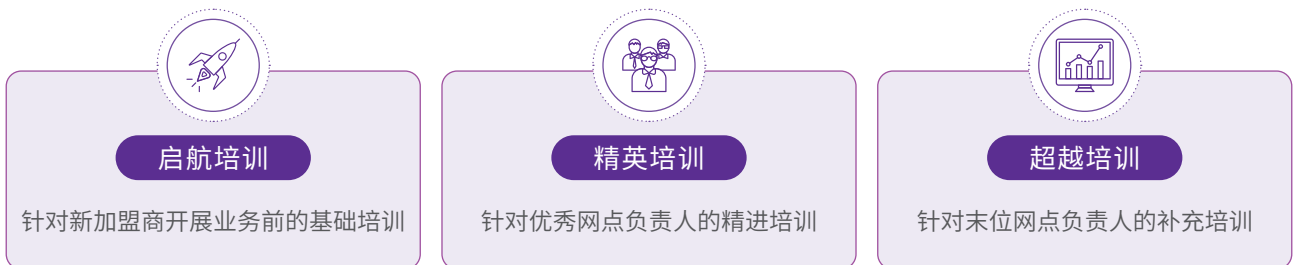 启航培训
针对新加盟商开展业务前的基础培训
精英培训
针对优秀网点负责人的精进培训
超越培训
针对末位网点负责人的补充培训